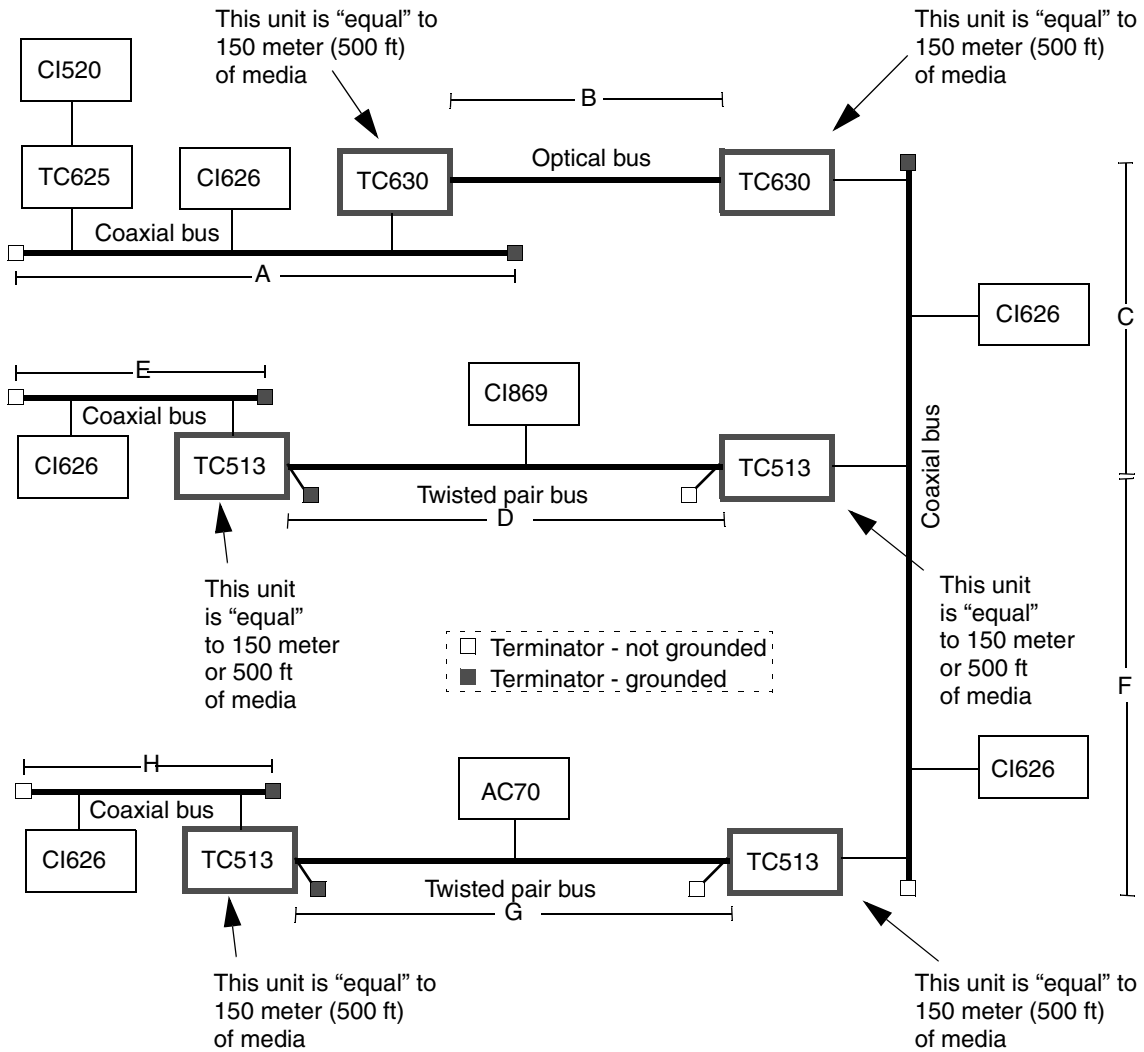 This unit is “equal” to
150 meter (500 ft)
of media
This unit is “equal” to
150 meter (500 ft)
of media
CI520
B
TC625
CI626
TC630
Optical bus
TC630
Coaxial bus
A
CI626
C
E
Coaxial bus
CI626
TC513
CI869
Twisted pair bus
D
TC513
Coaxial bus
This unit
is “equal”
to 150 meter
or 500 ft
of media
This unit
is “equal”
to 150 meter
or 500 ft
of media
Terminator - not grounded
Terminator - grounded
F
H
Coaxial bus
CI626
TC513
AC70
Twisted pair bus
G
TC513
CI626
This unit is “equal” to
150 meter (500 ft)
of media
This unit is “equal” to
150 meter (500 ft)
of media